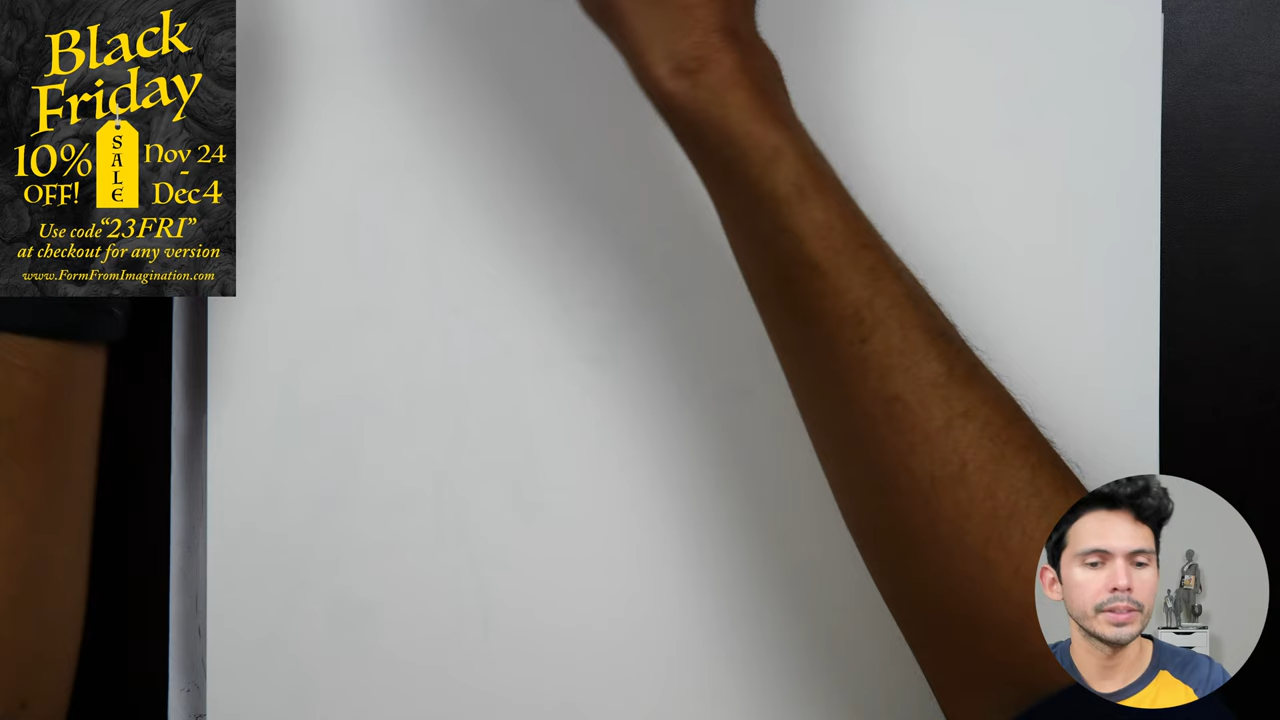 Black
Friday
10%
OFF!
SALE
Nov 24
-
Dec 4
Use code "23FRI"
at checkout for any version
www.FormFromImagination.com